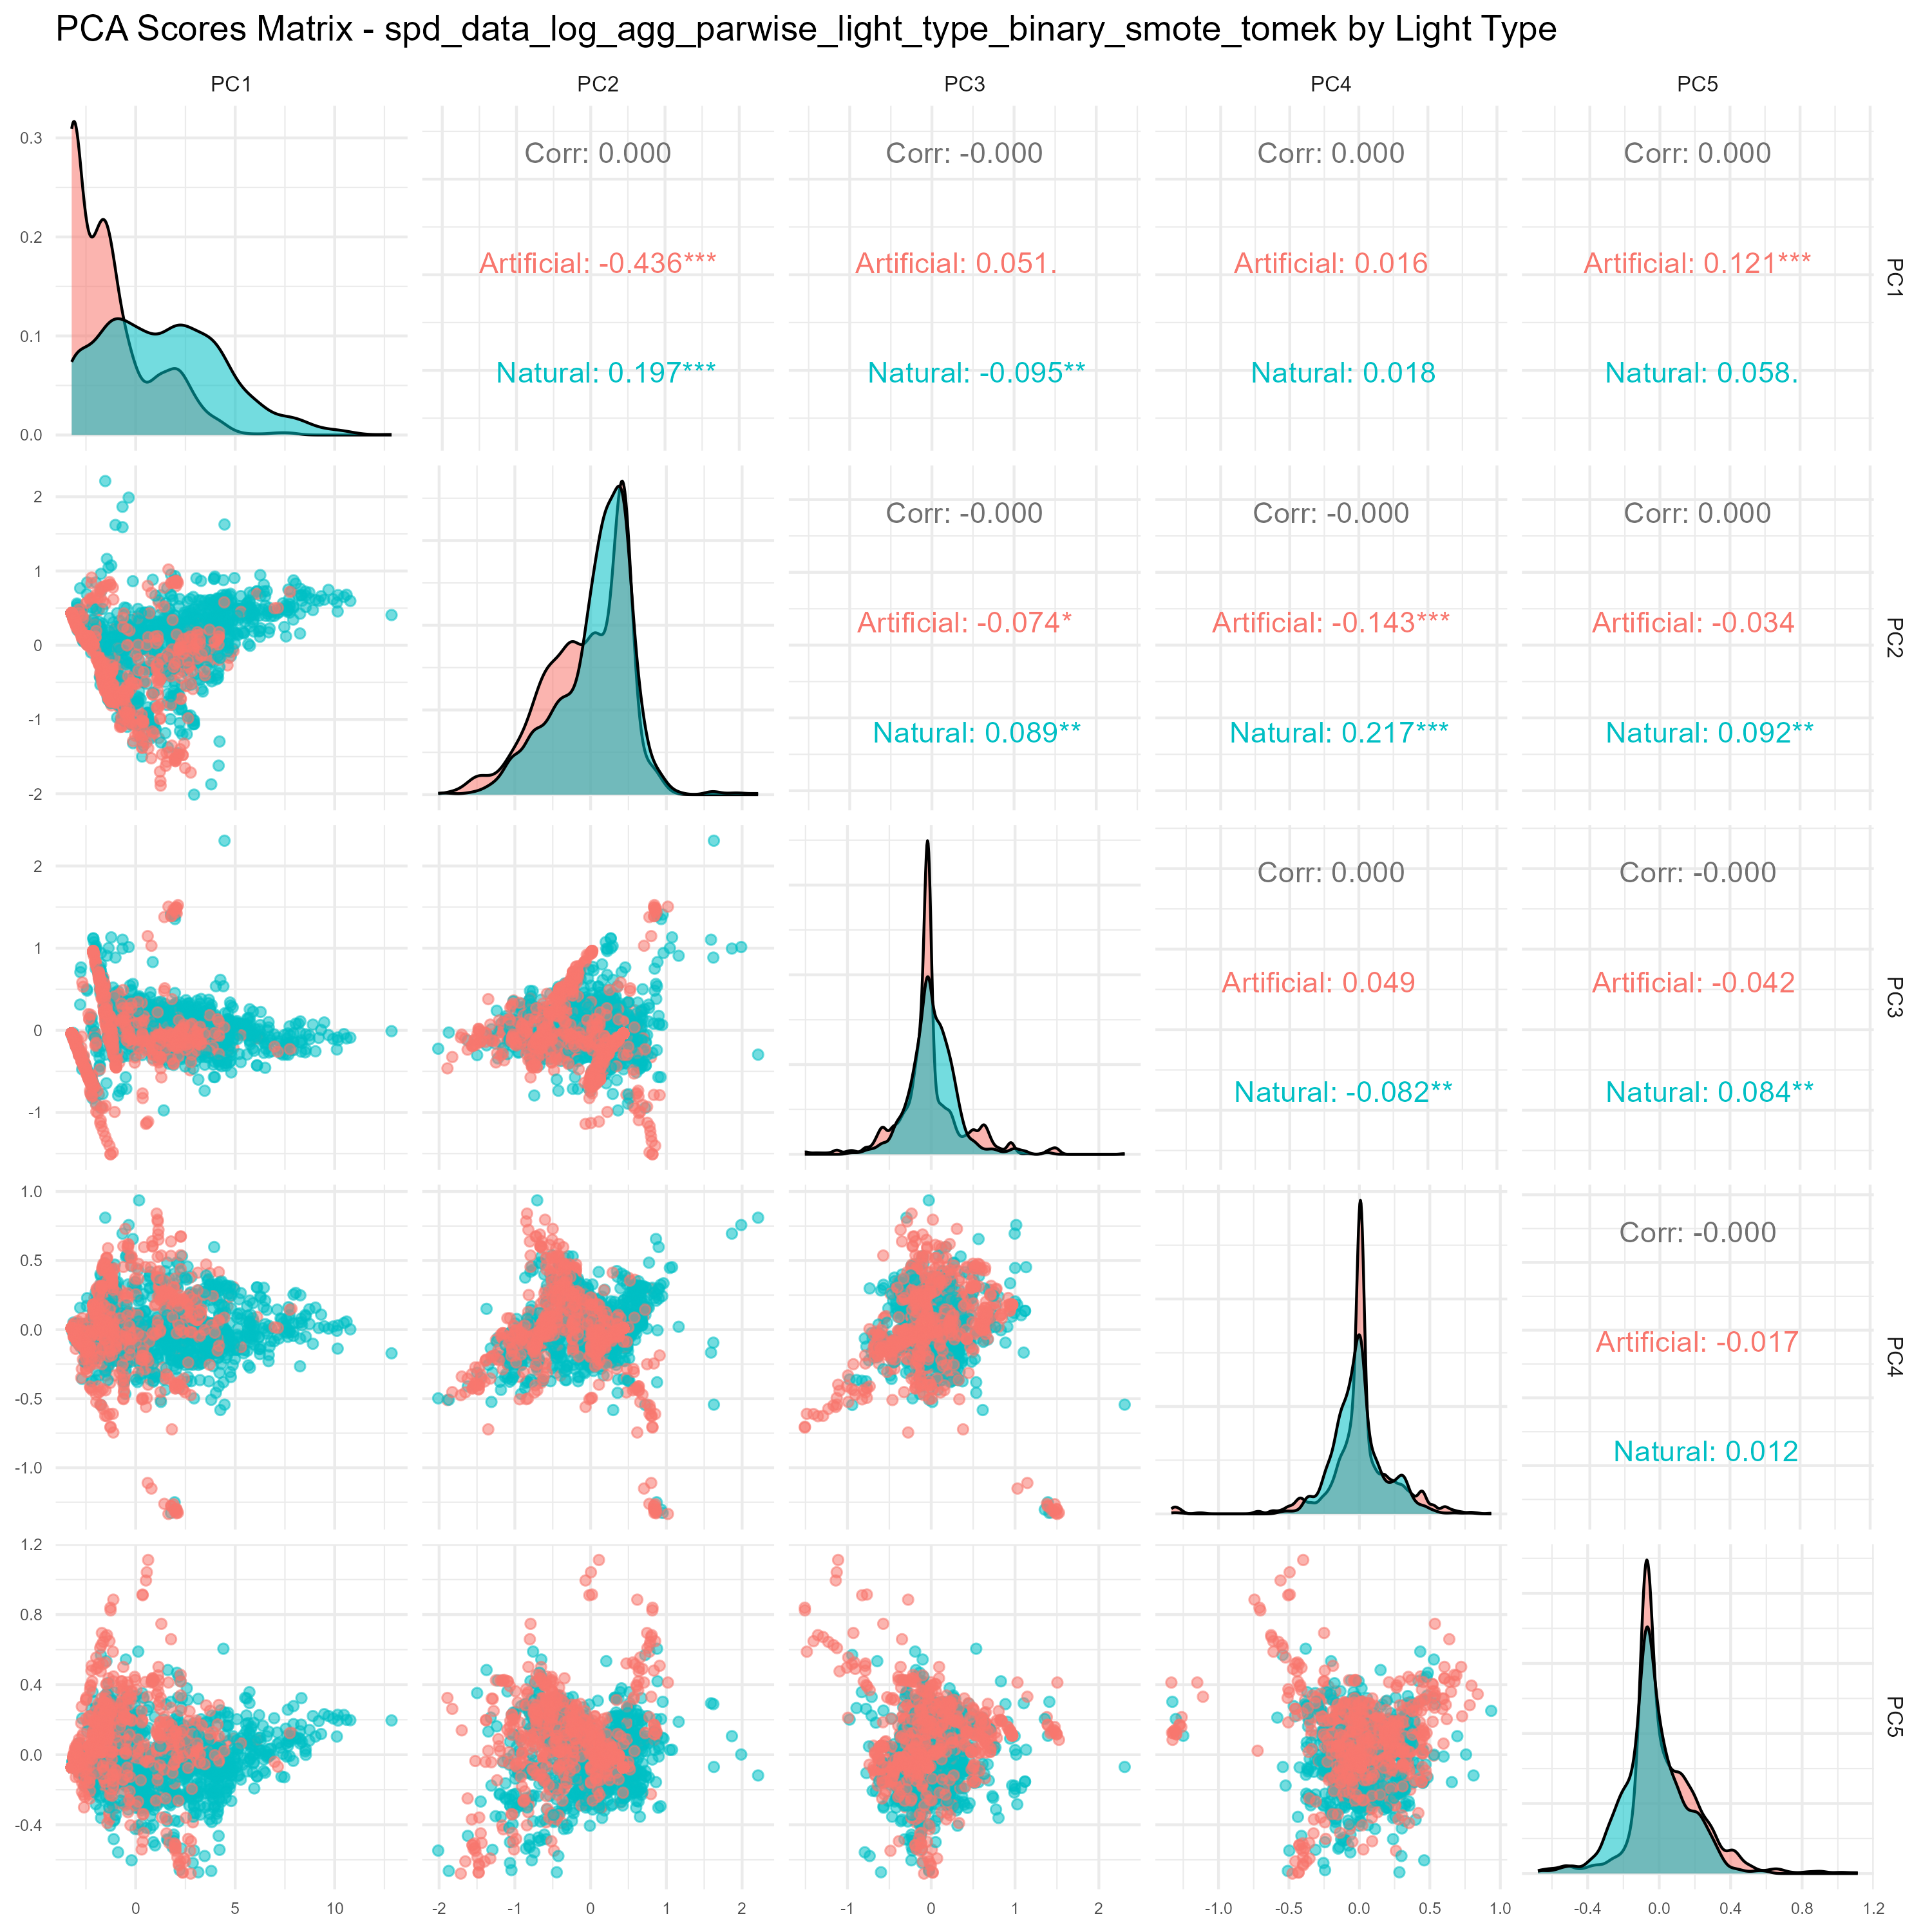 PCA Scores Matrix - spd_data_log_agg_parwise_light_type_binary_smote_tomek by Light Type
PC1 PC2 PC3 PC4 PC5
0.3
0.2
0.1
0.0
Corr: 0.000
Artificial: -0.436***
Natural: 0.197***
Corr: -0.000
Artificial: 0.051.
Natural: -0.095**
Corr: 0.000
Artificial: 0.016
Natural: 0.018
Corr: 0.000
Artificial: 0.121***
Natural: 0.058.
PC1
2
1
0
-1
-2
Corr: -0.000
Artificial: -0.074*
Natural: 0.089**
Corr: -0.000
Artificial: -0.143***
Natural: 0.217***
Corr: 0.000
Artificial: -0.034
Natural: 0.092**
PC2
2
1
0
-1
Corr: 0.000
Artificial: 0.049
Natural: -0.082**
Corr: -0.000
Artificial: -0.042
Natural: 0.084**
PC3
1.0
0.5
0.0
-0.5
-1.0
Corr: -0.000
Artificial: -0.017
Natural: 0.012
PC4
1.2
0.8
0.4
0.0
-0.4
PC5
0 5 10
-2 -1 0 1 2
-1 0 1 2
-1.0 -0.5 0.0 0.5 1.0
-0.4 0.0 0.4 0.8 1.2